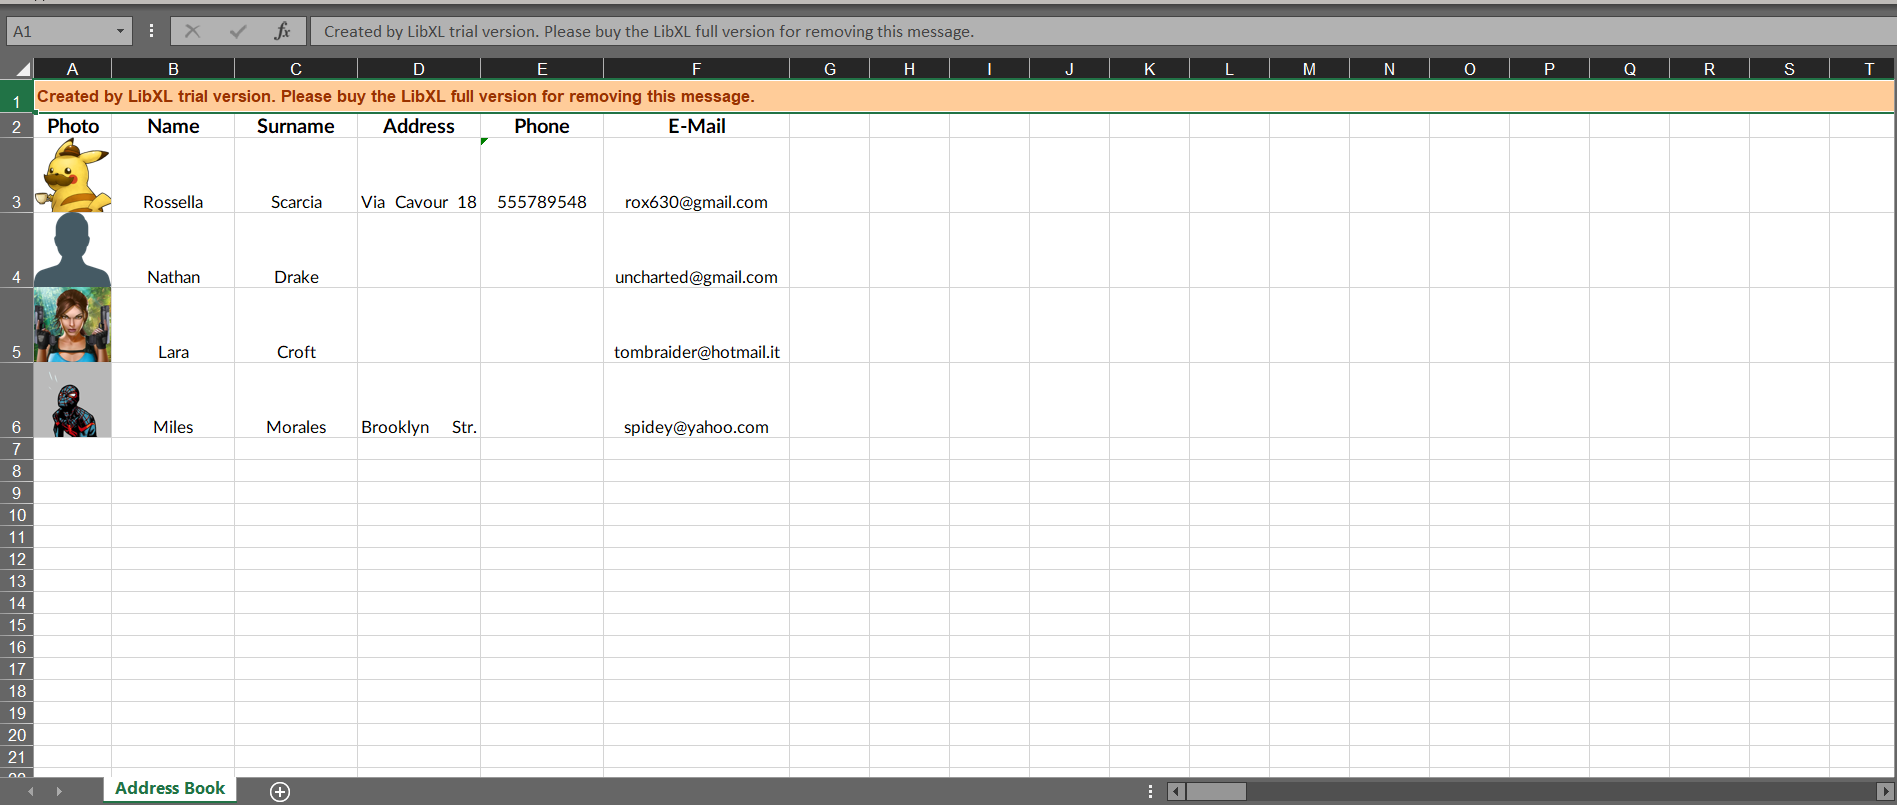 A1 fx Created by LibXL trial version. Please buy the LibXL full version for removing this message.
A B C D E F G H I J K L M N O P Q R S T
1 Created by LibXL trial version. Please buy the LibXL full version for removing this message.
2 Photo Name Surname Address Phone E-Mail
3 Rossella Scarcia Via Cavour 18 555789548 rox630@gmail.com
4 Nathan Drake uncharted@gmail.com
5 Lara Croft tombraider@hotmail.it
6 Miles Morales Brooklyn Str. spidey@yahoo.com
7
8
9
10
11
12
13
14
15
16
17
18
19
20
21
Address Book